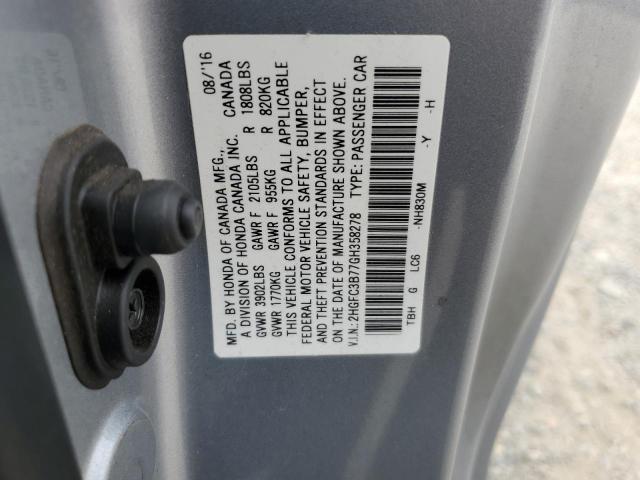 MFD. BY HONDA OF CANADA MFG., 08/'16
A DIVISION OF HONDA CANADA INC. CANADA
GVWR 3902LBS GAWR F 2105LBS R 1808LBS
GVWR 1770KG GAWR F 955KG R 820KG
THIS VEHICLE CONFORMS TO ALL APPLICABLE
FEDERAL MOTOR VEHICLE SAFETY, BUMPER,
AND THEFT PREVENTION STANDARDS IN EFFECT
ON THE DATE OF MANUFACTURE SHOWN ABOVE.
V.I.N.: 2HGFC3B77GH358278 TYPE: PASSENGER CAR
TBH G LC6 -NH830M -Y -H